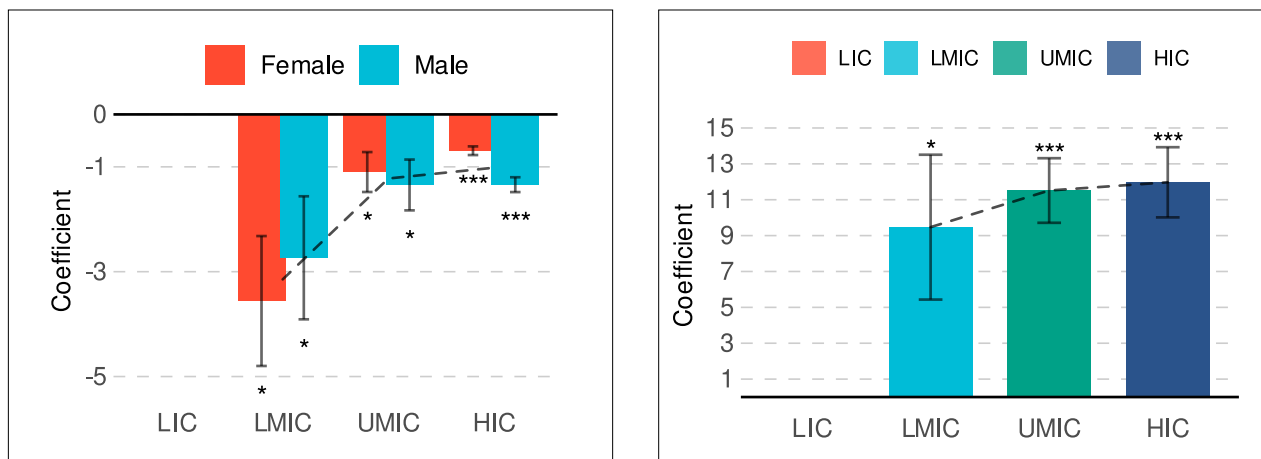 Female Male
0
-1
-3
-5
Coefficient
* * * * *** ***
LIC LMIC UMIC HIC
LIC LMIC UMIC HIC
15
13
11
9
7
5
3
1
Coefficient
* *** ***
LIC LMIC UMIC HIC